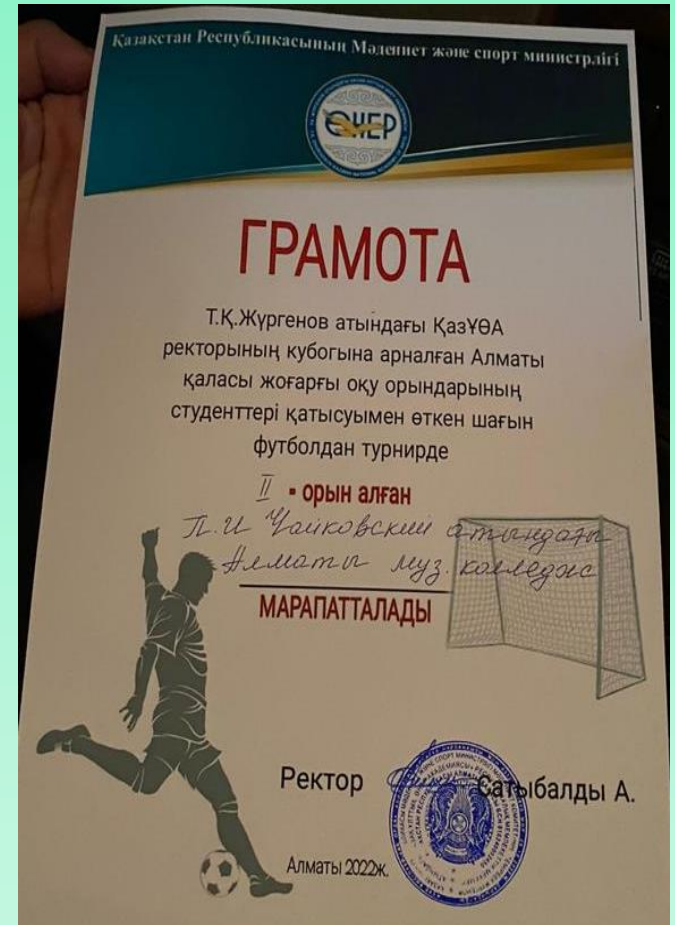 Қазақстан Республикасының Мәдениет және спорт министрлігі
ӨНЕР
ГРАМОТА
Т.Қ.Жүргенов атындағы ҚазҰӨА
ректорының кубогына арналған Алматы
қаласы жоғарғы оқу орындарының
студенттері қатысуымен өткен шағын
футболдан турнирде
II - орын алған
П.И Чайковский атындағы
Алматы муз. колледж
МАРАПАТТАЛАДЫ
Ректор Сатыбалды А.
Алматы 2022ж.